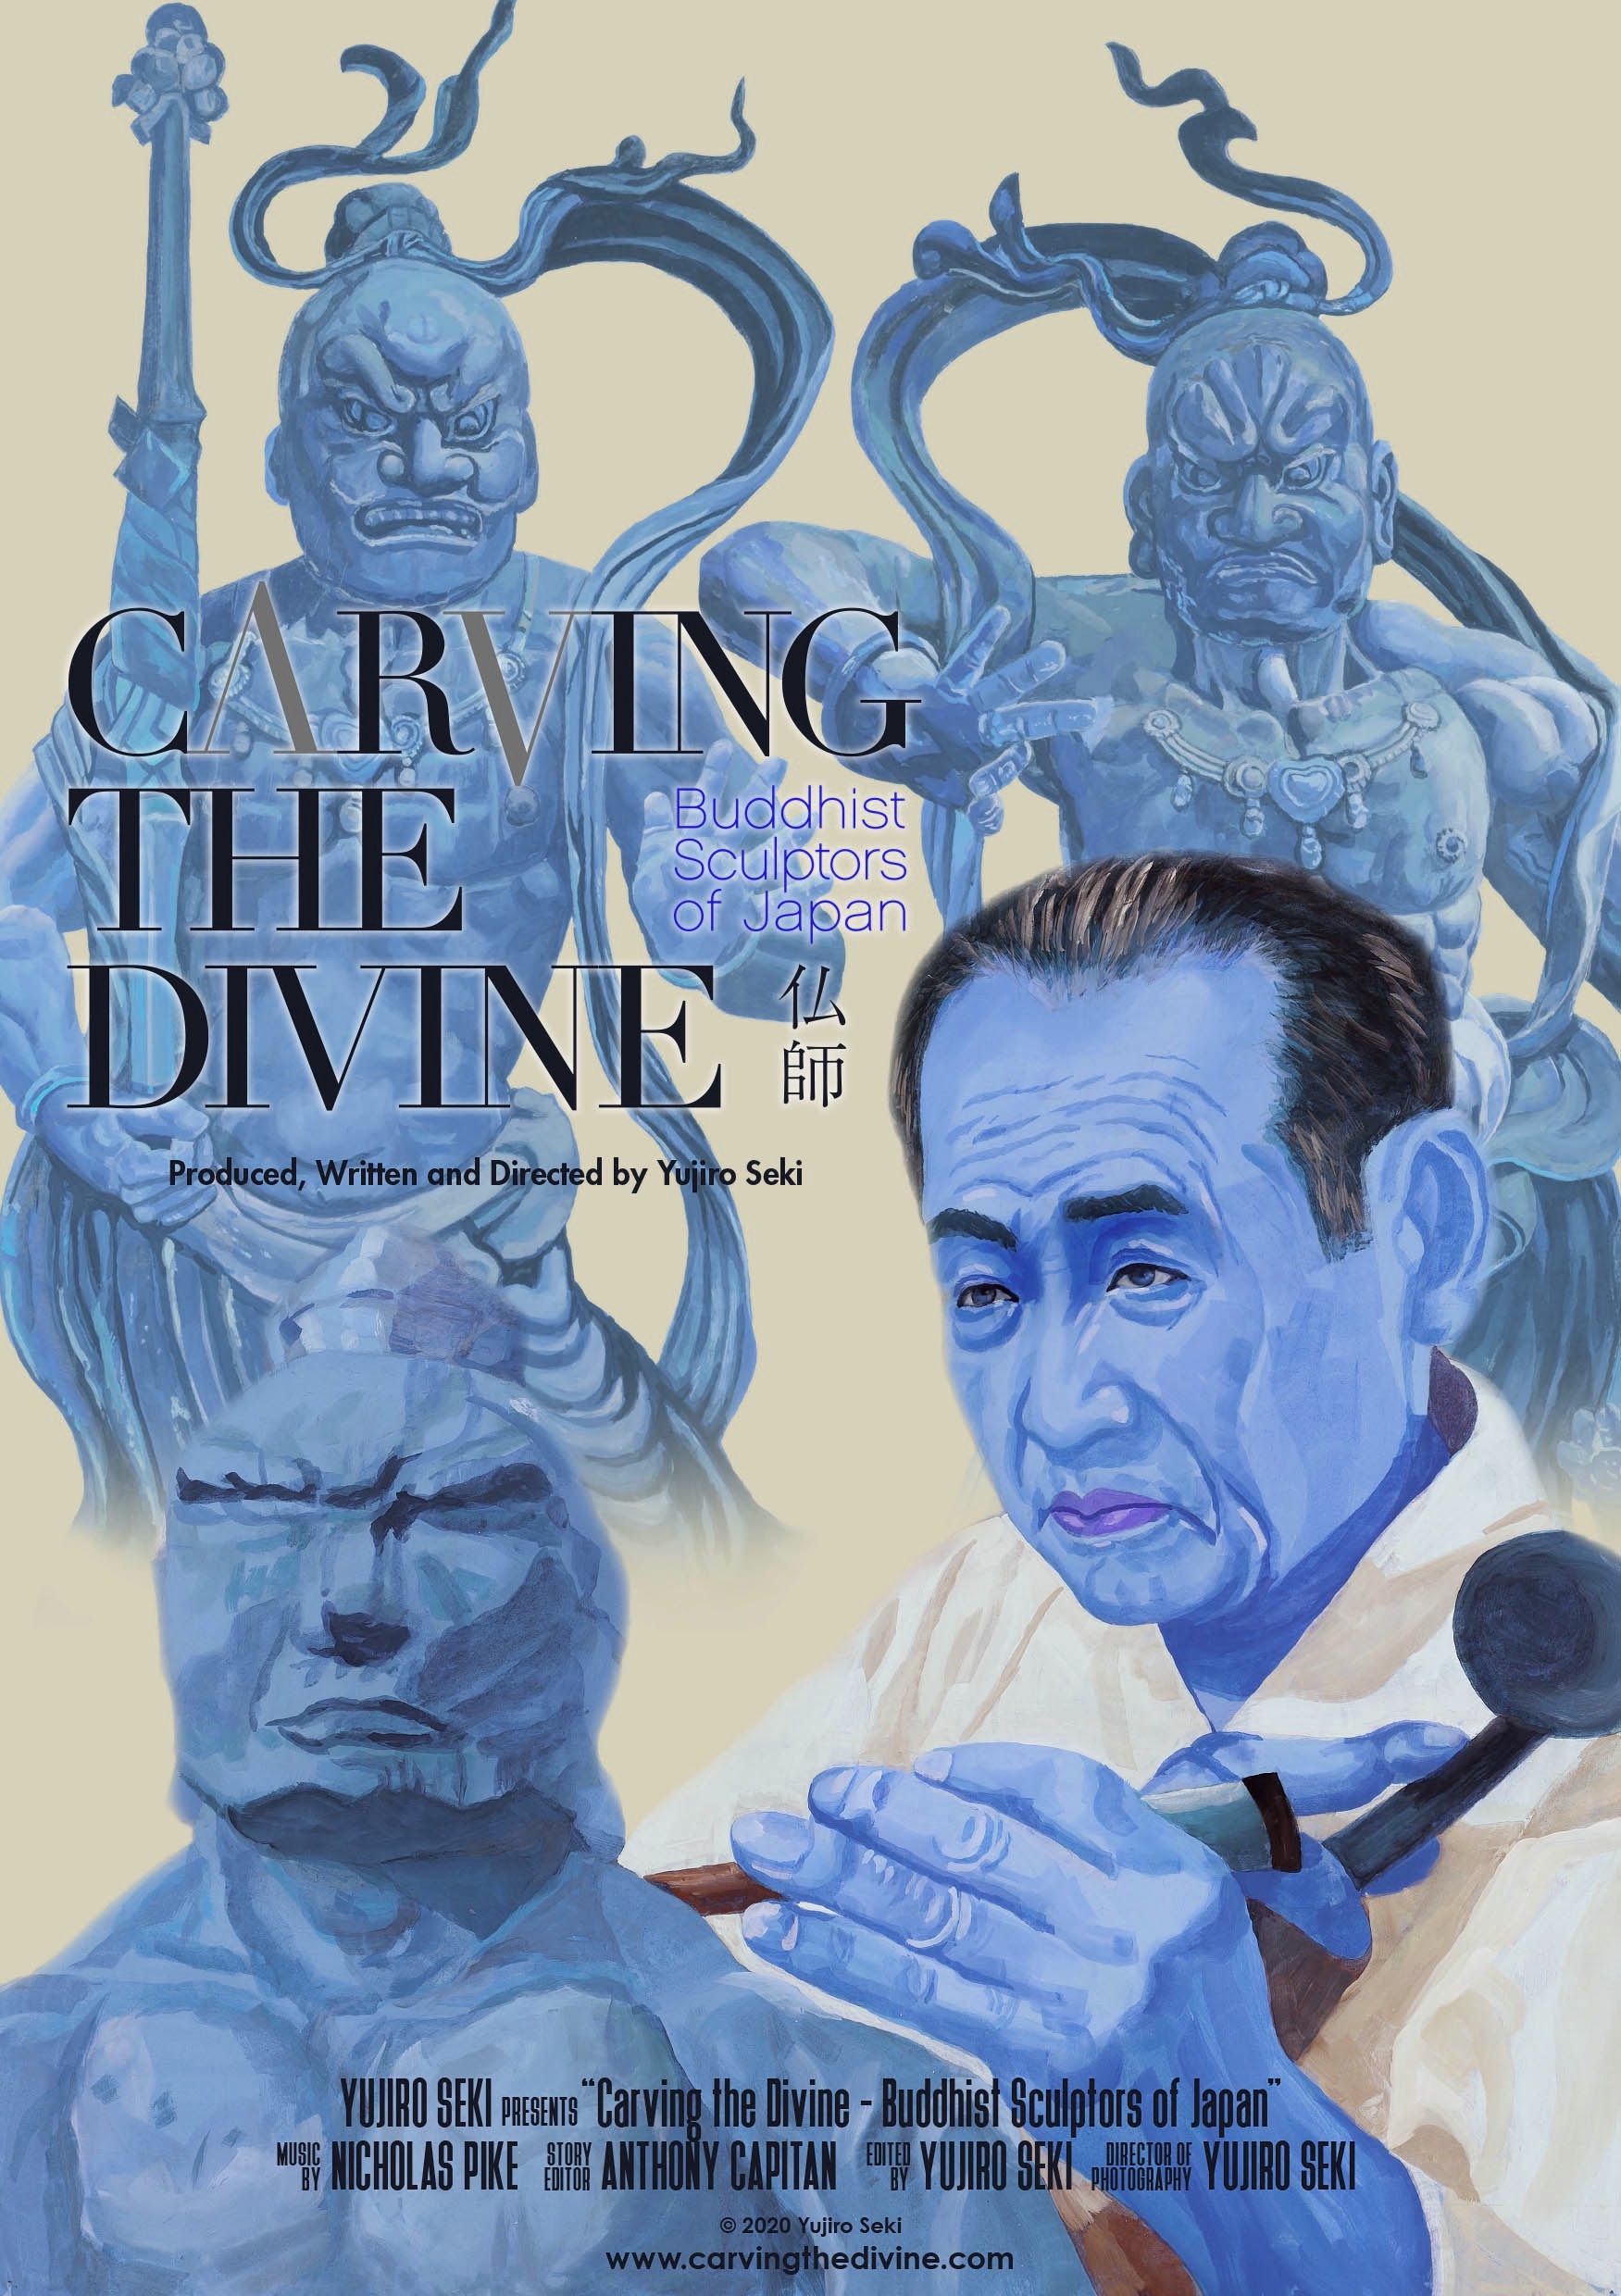 CARVING
THE
DIVINE
Buddhist
Sculptors
of Japan
仏師
Produced, Written and Directed by Yujiro Seki
YUJIRO SEKI PRESENTS "Carving the Divine - Buddhist Sculptors of Japan"
MUSIC BY NICHOLAS PIKE STORY EDITOR ANTHONY CAPITAN EDITED BY YUJIRO SEKI DIRECTOR OF PHOTOGRAPHY YUJIRO SEKI
© 2020 Yujiro Seki
www.carvingthedivine.com